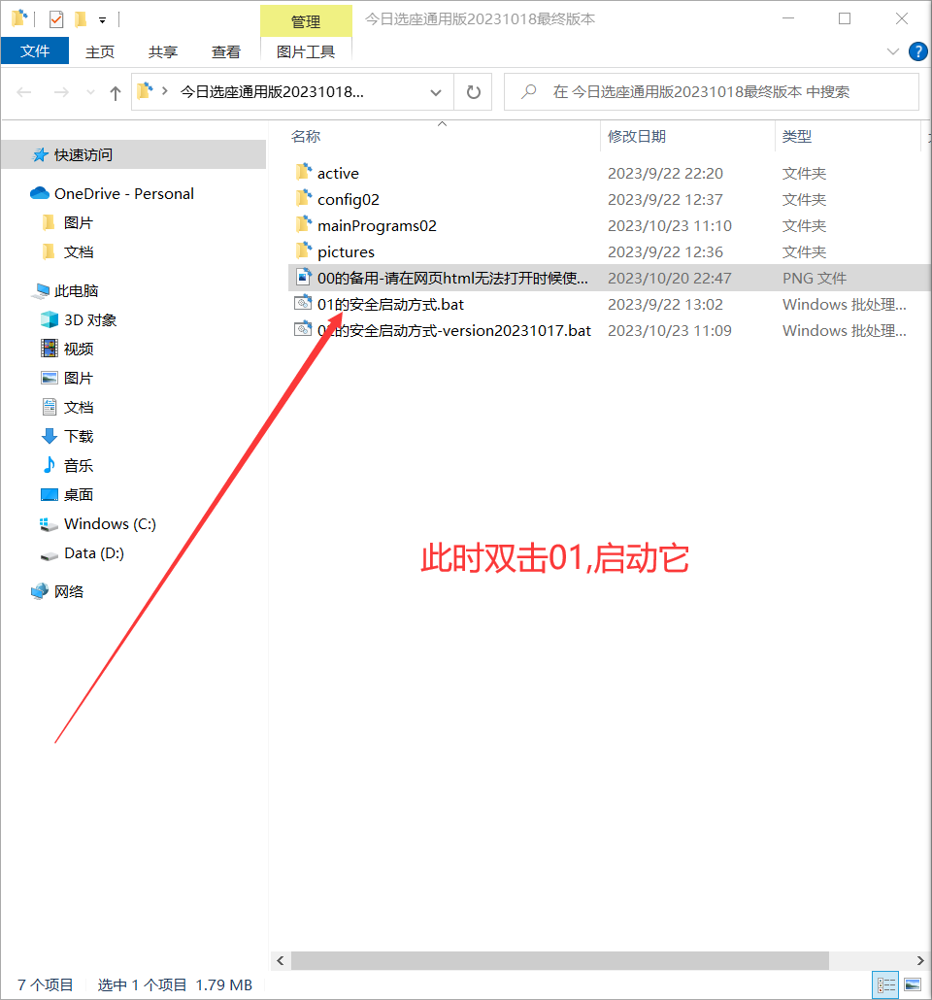 管理
今日选座通用版20231018最终版本
文件
主页
共享
查看
图片工具
今日选座通用版20231018...
在 今日选座通用版20231018最终版本 中搜索
名称
修改日期
类型
快速访问
OneDrive - Personal
图片
文档
此电脑
3D 对象
视频
图片
文档
下载
音乐
桌面
Windows (C:)
Data (D:)
网络
active 2023/9/22 22:20 文件夹
config02 2023/9/22 12:37 文件夹
mainPrograms02 2023/10/23 11:10 文件夹
pictures 2023/9/22 12:36 文件夹
00的备用-请在网页html无法打开时候使... 2023/10/20 22:47 PNG 文件
01的安全启动方式.bat 2023/9/22 13:02 Windows 批处理...
02的安全启动方式-version20231017.bat 2023/10/23 11:09 Windows 批处理...
此时双击01,启动它
7 个项目
选中 1 个项目 1.79 MB